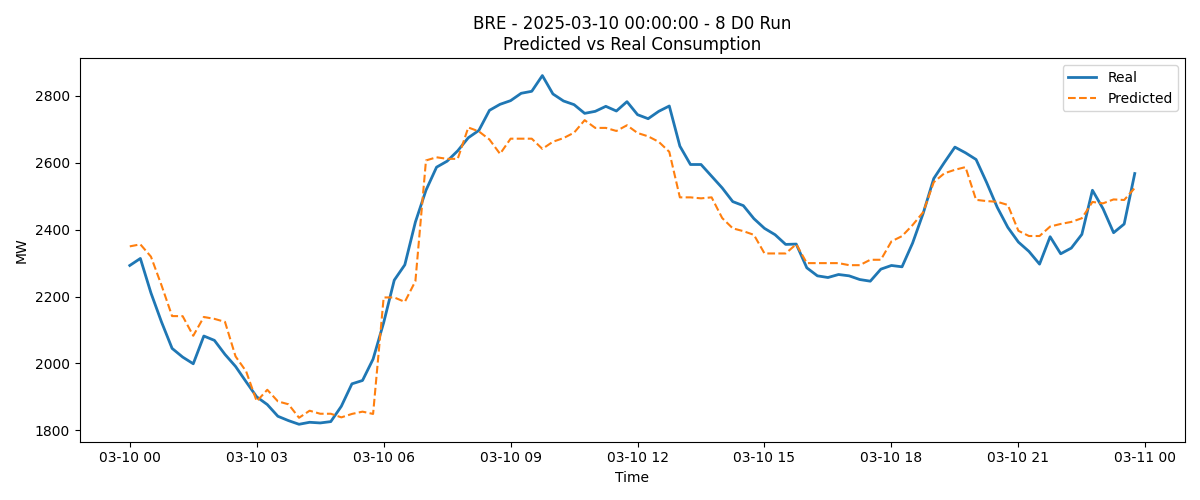 BRE - 2025-03-10 00:00:00 - 8 D0 Run
Predicted vs Real Consumption
Real
Predicted
MW
2800
2600
2400
2200
2000
1800
03-10 00
03-10 03
03-10 06
03-10 09
03-10 12
03-10 15
03-10 18
03-10 21
03-11 00
Time